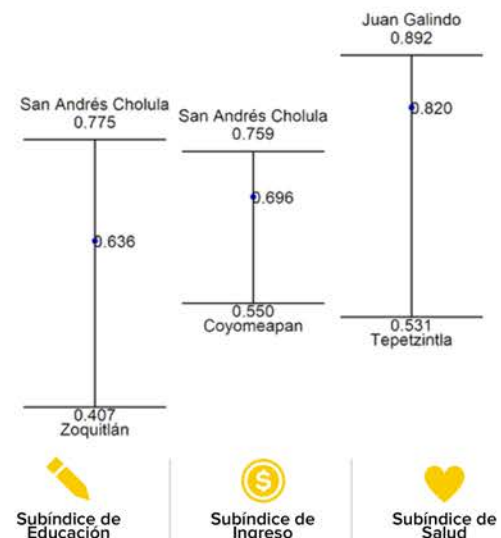 Juan Galindo
0.892
San Andrés Cholula
0.775
San Andrés Cholula
0.759
0.820
0.696
0.636
0.550
Coyomeapan
0.531
Tepetzintla
0.407
Zoquitlán
Subíndice de
Educación
Subíndice de
Ingreso
Subíndice de
Salud